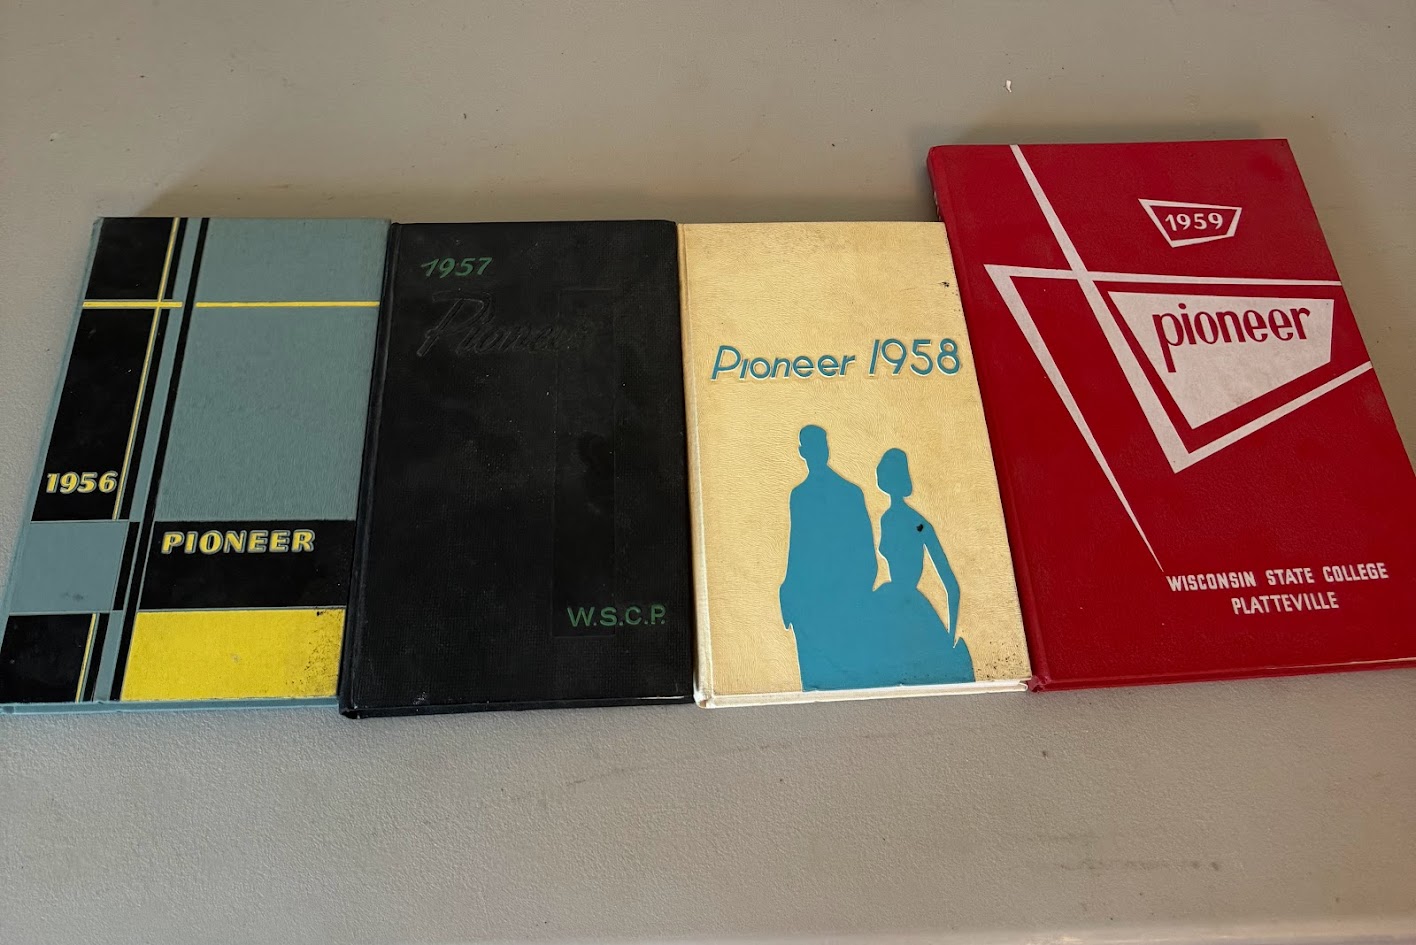 1956
PIONEER
1957
Pioneer
W.S.C.P.
Pioneer 1958
1959
pioneer
WISCONSIN STATE COLLEGE
PLATTEVILLE